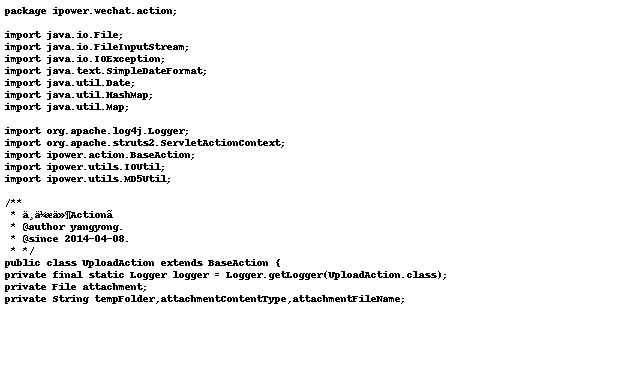 package ipower.wechat.action;
import java.io.File;
import java.io.FileInputStream;
import java.io.IOException;
import java.text.SimpleDateFormat;
import java.util.Date;
import java.util.HashMap;
import java.util.Map;
import org.apache.log4j.Logger;
import org.apache.struts2.ServletActionContext;
import ipower.action.BaseAction;
import ipower.utils.IOUtil;
import ipower.utils.MD5Util;
/**
* Action
* @author yangyong.
* @since 2014-04-08.
* */
public class UploadAction extends BaseAction {
private final static Logger logger = Logger.getLogger(UploadAction.class);
private File attachment;
private String tempFolder,attachmentContentType,attachmentFileName;